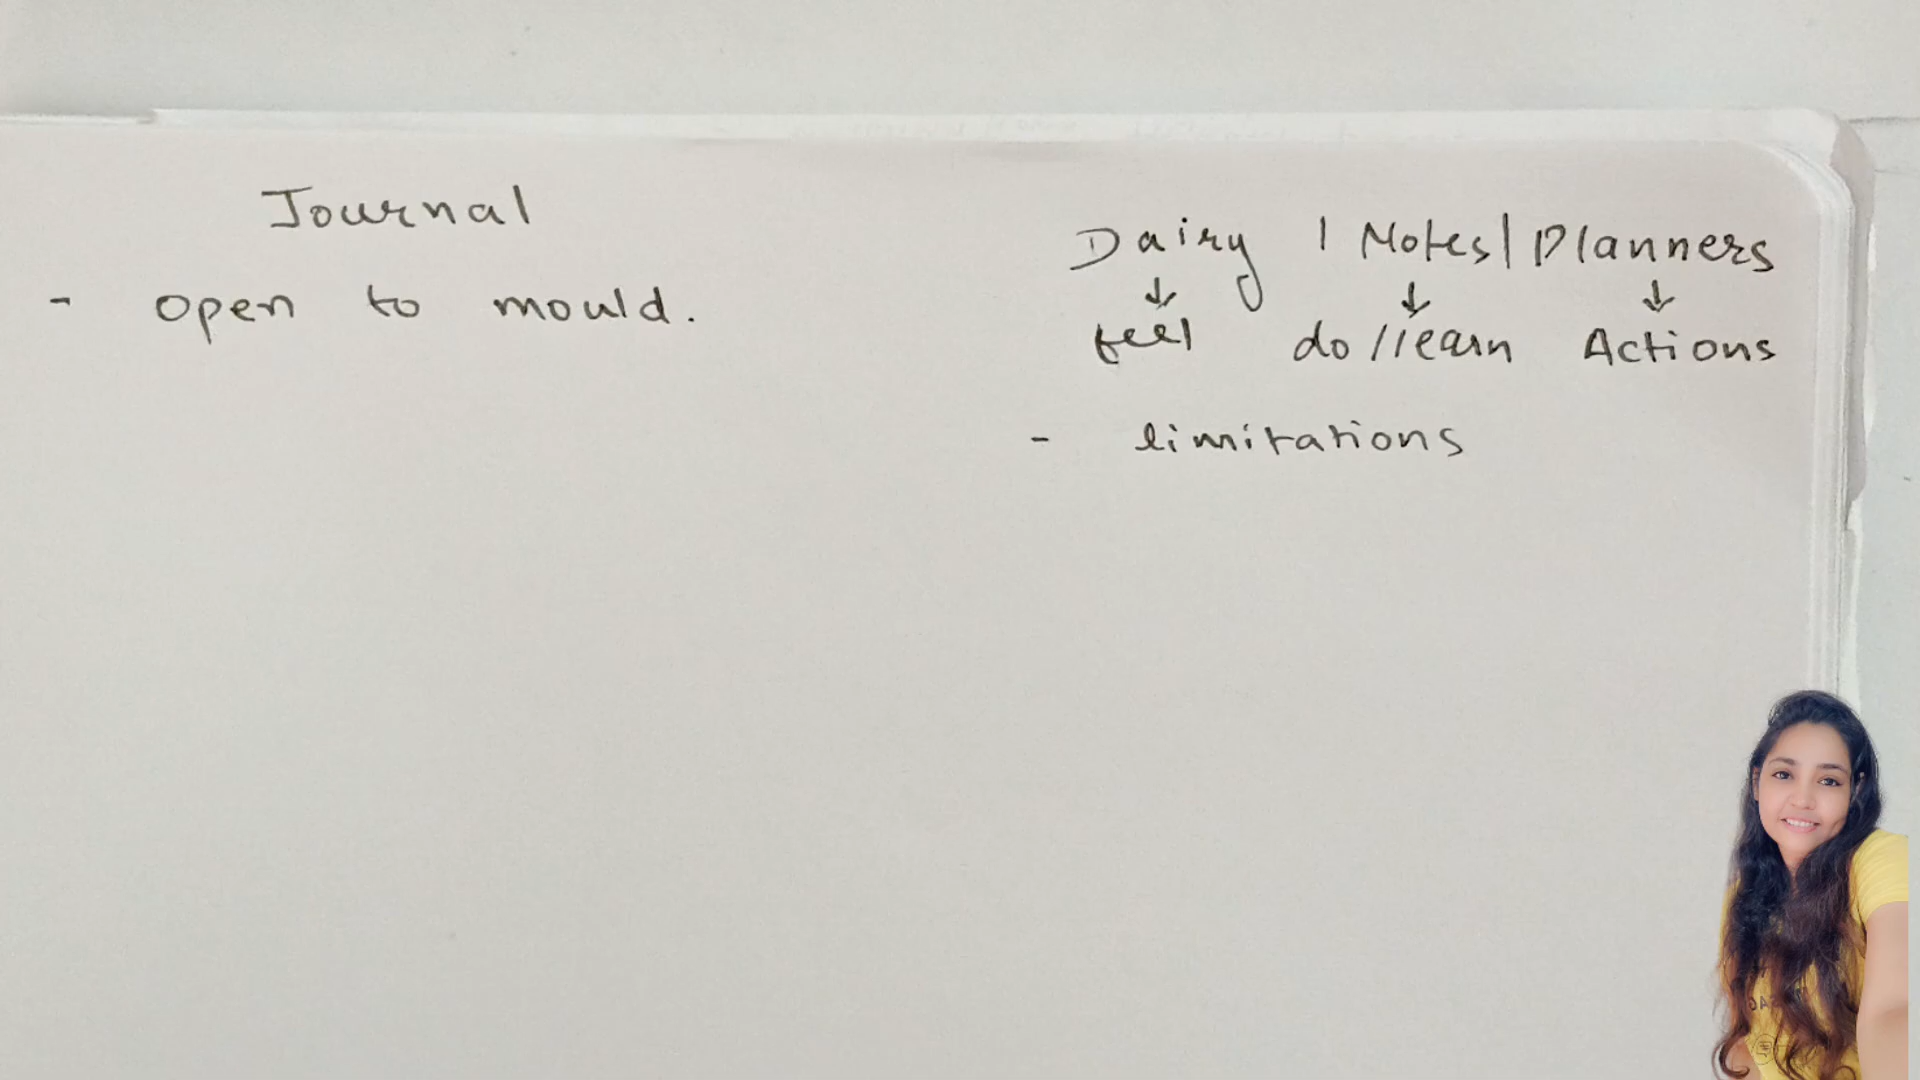 Journal
- open to mould.
Dairy | Notes | Planners
↓ ↓ ↓
feel do//learn Actions
- limitations